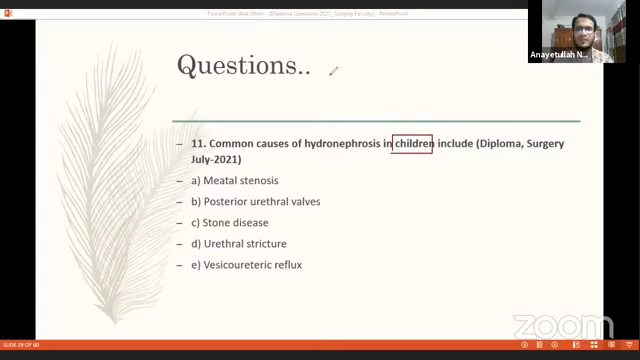 PowerPoint Slide Show - (Diploma Questions 2021_Surgery Faculty) - PowerPoint
Anayetullah N...
Questions..
– 11. Common causes of hydronephrosis in children include (Diploma, Surgery
July-2021)
– a) Meatal stenosis
– b) Posterior urethral valves
– c) Stone disease
– d) Urethral stricture
– e) Vesicoureteric reflux
zoom
SLIDE 29 OF 60